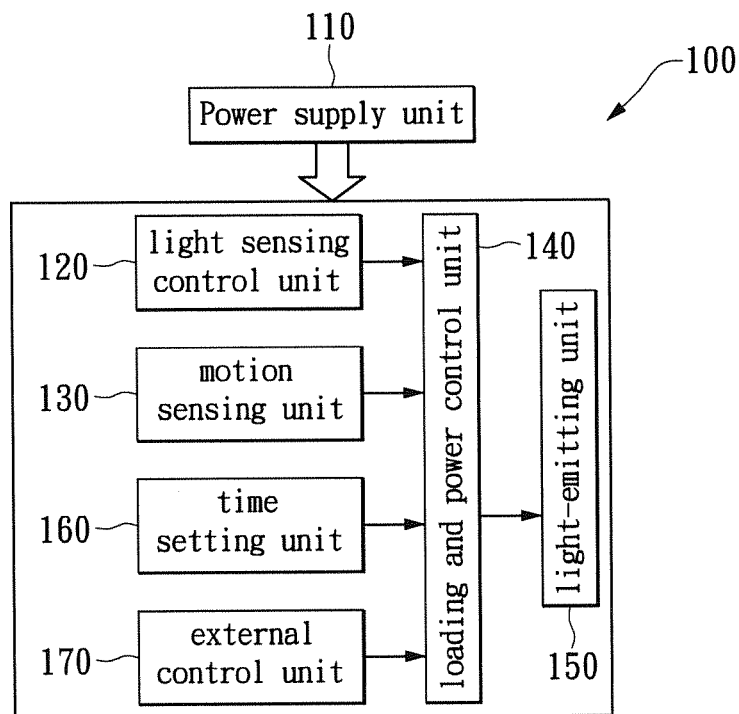 110
100
Power supply unit
light sensing
control unit
120
140
loading and power control unit
motion
sensing unit
130
light-emitting unit
time
setting unit
160
external
control unit
170
150